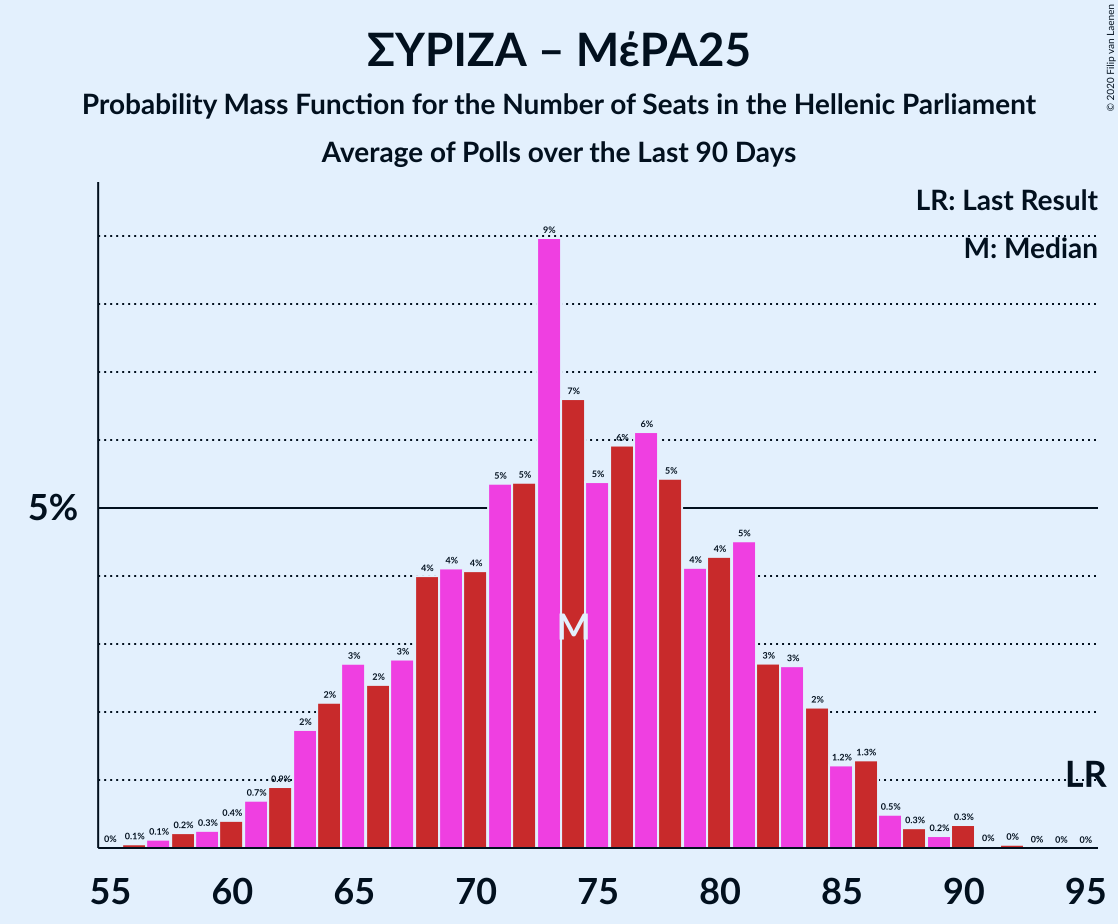 ΣΥΡΙΖΑ – ΜέΡΑ25
Probability Mass Function for the Number of Seats in the Hellenic Parliament
Average of Polls over the Last 90 Days
© 2020 Filip van Laenen
LR: Last Result
M: Median
5%
0% 0.1% 0.1% 0.2% 0.3% 0.4% 0.7% 0.9% 2% 2% 3% 2% 3% 4% 4% 4% 5% 5% 9% 7% 5% 6% 6% 5% 4% 4% 5% 3% 3% 2% 1.2% 1.3% 0.5% 0.3% 0.2% 0.3% 0% 0% 0% 0% 0%
M
LR
55 60 65 70 75 80 85 90 95